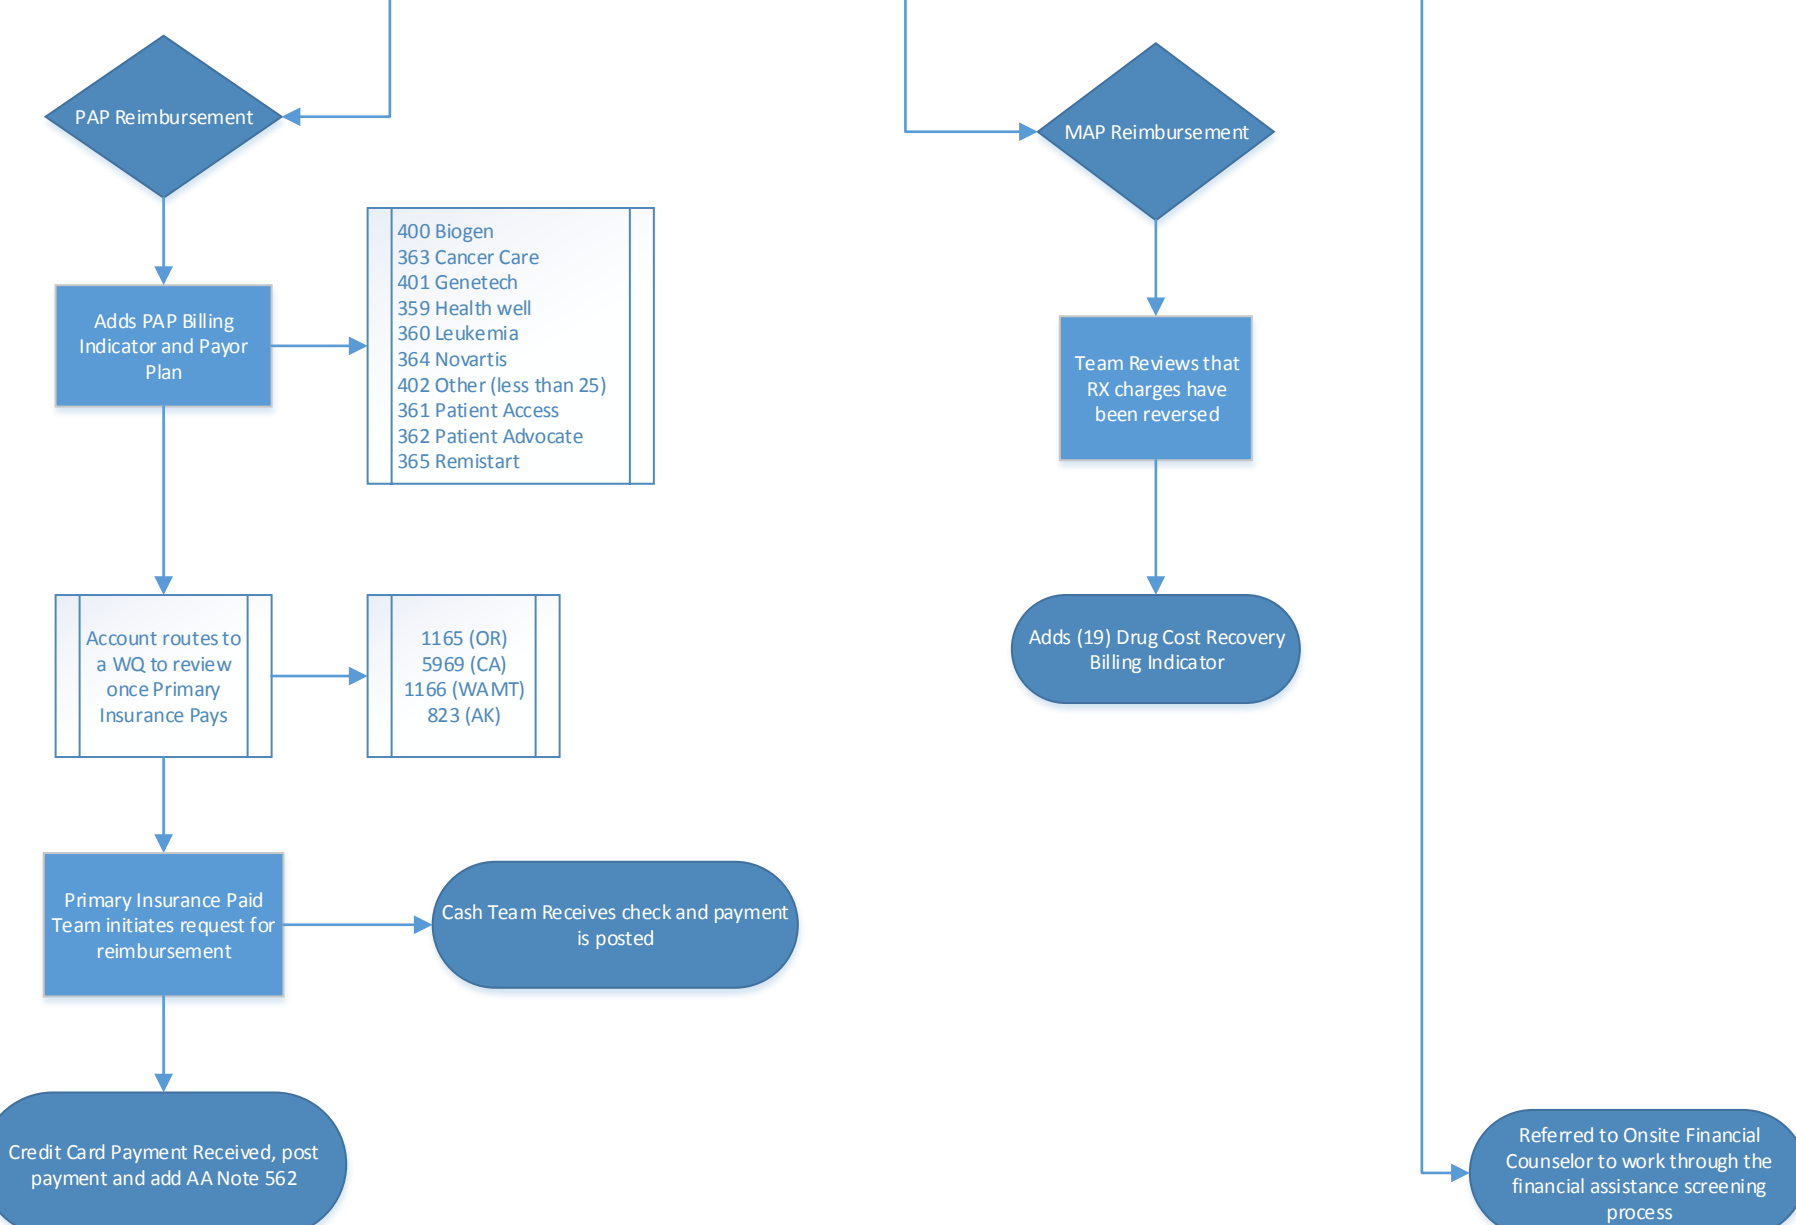 PAP Reimbursement
MAP Reimbursement
400 Biogen
363 Cancer Care
401 Genetech
359 Health well
360 Leukemia
364 Novartis
402 Other (less than 25)
361 Patient Access
362 Patient Advocate
365 Remistart
Adds PAP Billing
Indicator and Payor
Plan
Team Reviews that
RX charges have
been reversed
Account routes to
a WQ to review
once Primary
Insurance Pays
1165 (OR)
5969 (CA)
1166 (WAMT)
823 (AK)
Adds (19) Drug Cost Recovery
Billing Indicator
Primary Insurance Paid
Team initiates request for
reimbursement
Cash Team Receives check and payment
is posted
Credit Card Payment Received, post
payment and add AA Note 562
Referred to Onsite Financial
Counselor to work through the
financial assistance screening
process